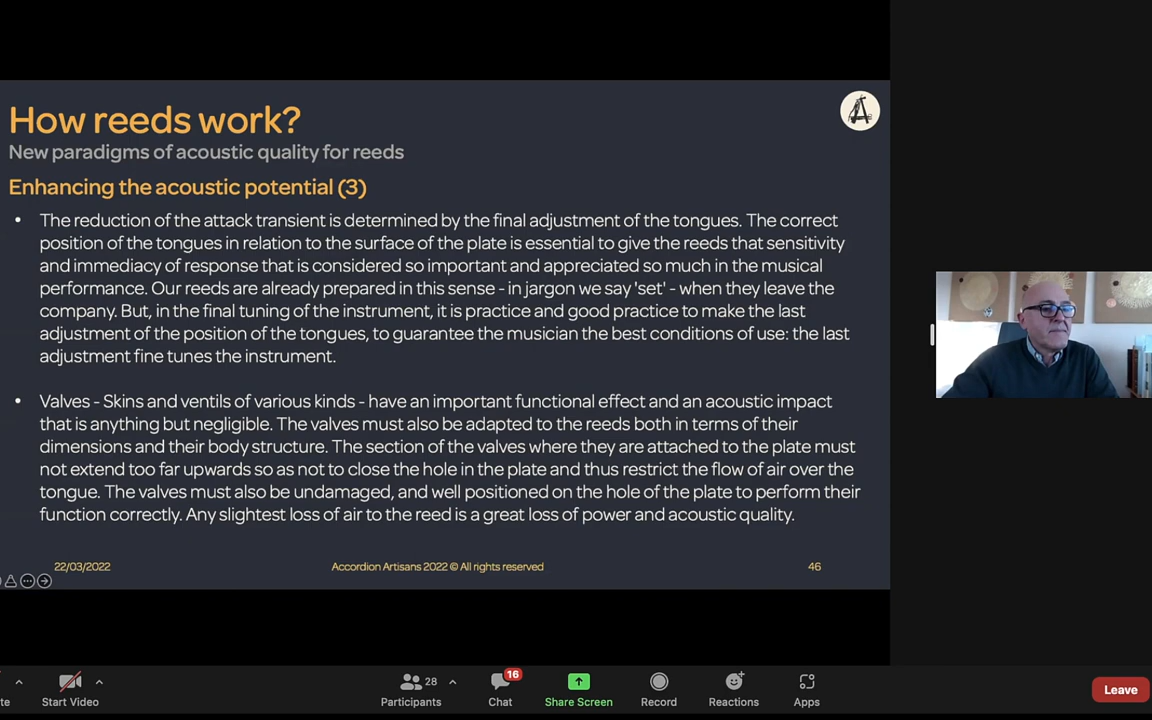 How reeds work?
New paradigms of acoustic quality for reeds
Enhancing the acoustic potential (3)
• The reduction of the attack transient is determined by the final adjustment of the tongues. The correct
position of the tongues in relation to the surface of the plate is essential to give the reeds that sensitivity
and immediacy of response that is considered so important and appreciated so much in the musical
performance. Our reeds are already prepared in this sense - in jargon we say 'set' - when they leave the
company. But, in the final tuning of the instrument, it is practice and good practice to make the last
adjustment of the position of the tongues, to guarantee the musician the best conditions of use: the last
adjustment fine tunes the instrument.
• Valves - Skins and ventils of various kinds - have an important functional effect and an acoustic impact
that is anything but negligible. The valves must also be adapted to the reeds both in terms of their
dimensions and their body structure. The section of the valves where they are attached to the plate must
not extend too far upwards so as not to close the hole in the plate and thus restrict the flow of air over the
tongue. The valves must also be undamaged, and well positioned on the hole of the plate to perform their
function correctly. Any slightest loss of air to the reed is a great loss of power and acoustic quality.
22/03/2022 Accordion Artisans 2022 © All rights reserved 46
28 16
te Start Video Participants Chat Share Screen Record Reactions Apps Leave